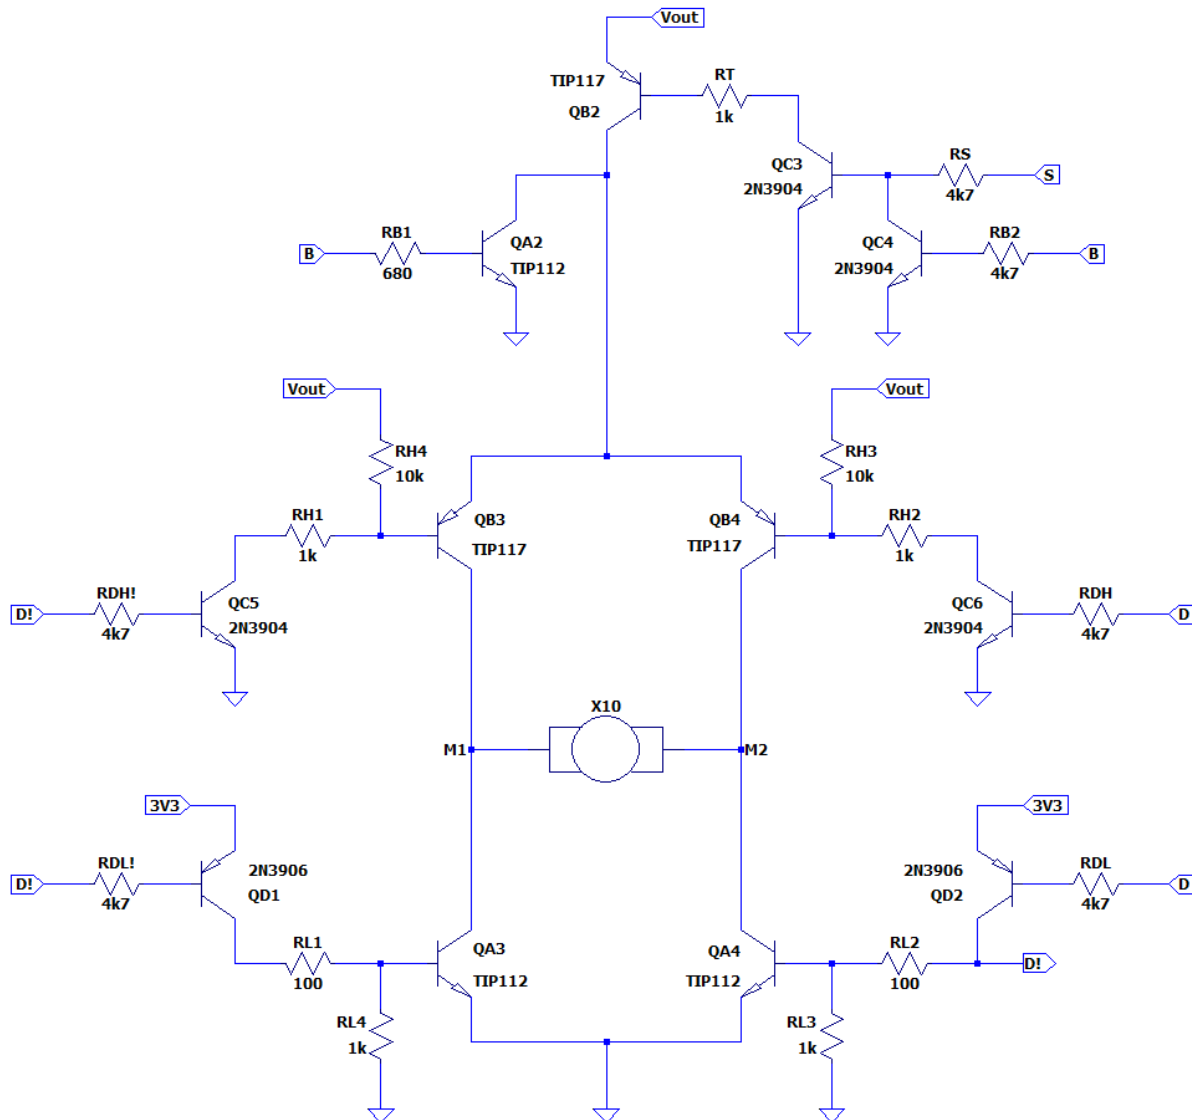 Vout
TIP117
QB2
RT
1k
QC3
2N3904
RS
4k7
S
B
RB1
680
QA2
TIP112
QC4
2N3904
RB2
4k7
B
Vout
RH4
10k
Vout
RH3
10k
RH1
1k
QB3
TIP117
QB4
TIP117
RH2
1k
D!
RDH!
4k7
QC5
2N3904
QC6
2N3904
RDH
4k7
D
X10
M1
M2
3V3
3V3
D!
RDL!
4k7
2N3906
QD1
2N3906
QD2
RDL
4k7
D
RL1
100
QA3
TIP112
QA4
TIP112
RL2
100
D!
RL4
1k
RL3
1k